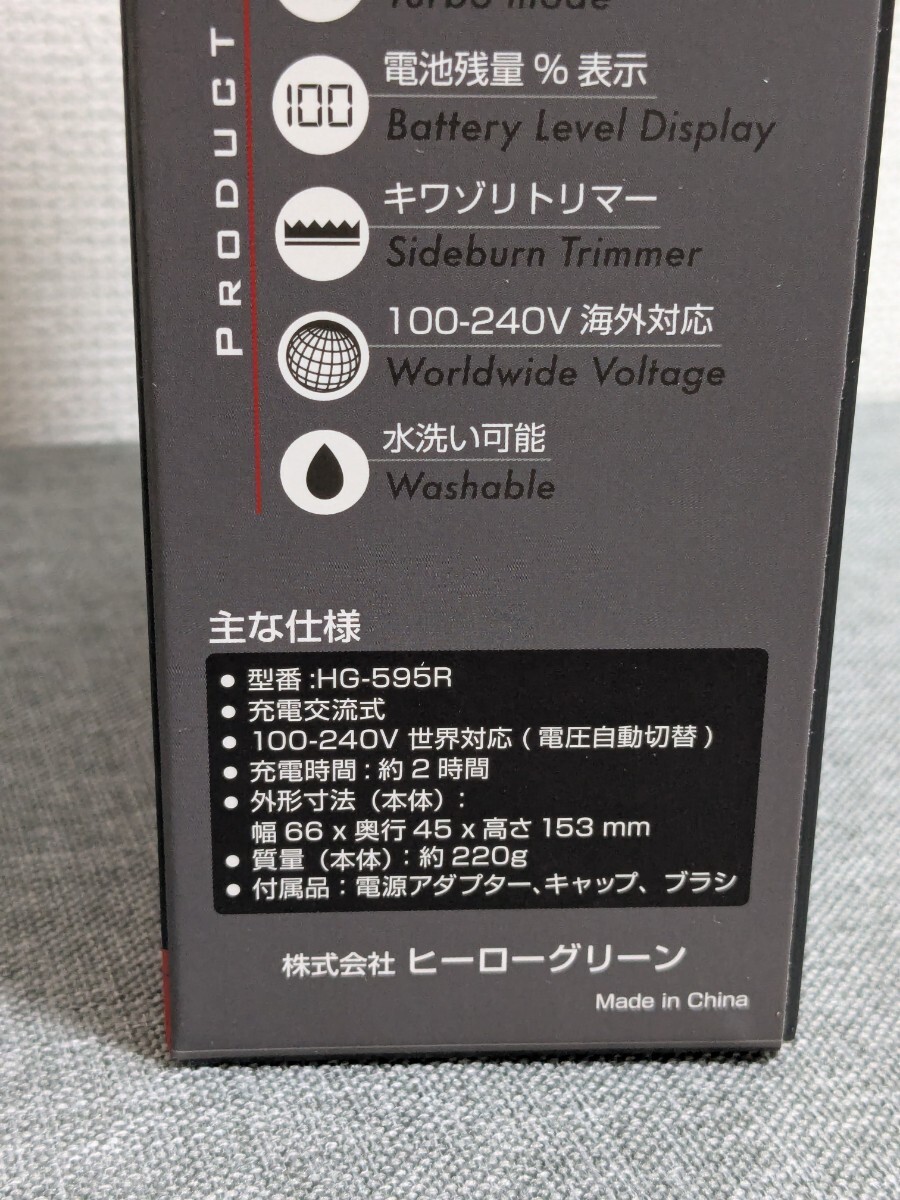 Turbo mode
PRODUCT
100
電池残量%表示
Battery Level Display
キワゾリトリマー
Sideburn Trimmer
100-240V 海外対応
Worldwide Voltage
水洗い可能
Washable
主な仕様
● 型番:HG-595R
● 充電交流式
● 100-240V 世界対応 ( 電圧自動切替 )
● 充電時間 : 約 2 時間
● 外形寸法（本体）:
幅 66 x 奥行 45 x 高さ 153 mm
● 質量（本体）: 約 220g
● 付属品 : 電源アダプター、キャップ、ブラシ
株式会社 ヒーローグリーン
Made in China